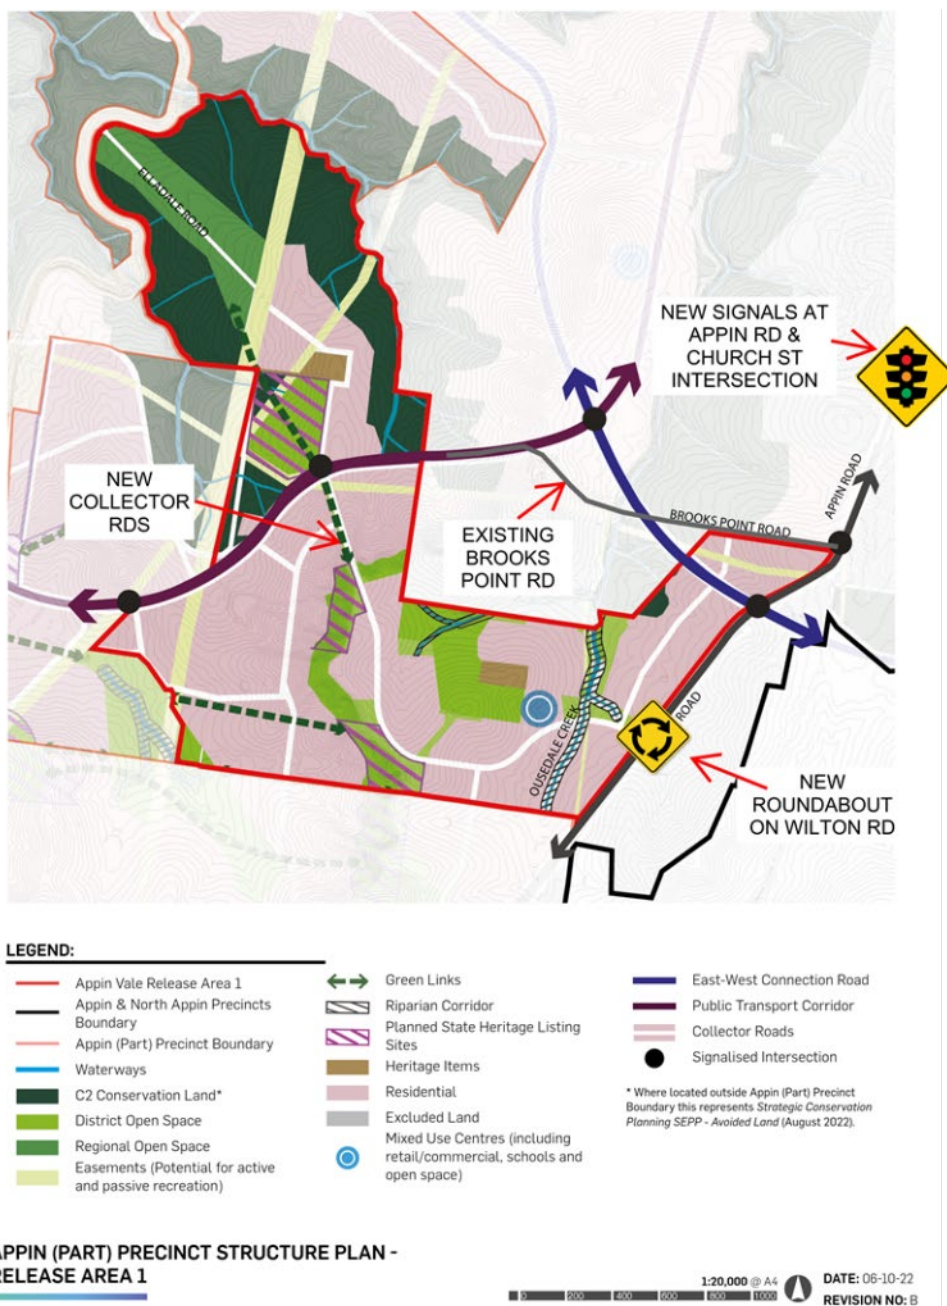 ELLADALE ROAD
NEW SIGNALS AT
APPIN RD &
CHURCH ST
INTERSECTION
NEW
COLLECTOR
RDS
EXISTING
BROOKS
POINT RD
BROOKS POINT ROAD
APPIN ROAD
OUSEDALE CREEK
ROAD
NEW
ROUNDABOUT
ON WILTON RD
LEGEND:
Appin Vale Release Area 1
Appin & North Appin Precincts
Boundary
Appin (Part) Precinct Boundary
Waterways
C2 Conservation Land*
District Open Space
Regional Open Space
Easements (Potential for active
and passive recreation)
Green Links
Riparian Corridor
Planned State Heritage Listing
Sites
Heritage Items
Residential
Excluded Land
Mixed Use Centres (including
retail/commercial, schools and
open space)
East-West Connection Road
Public Transport Corridor
Collector Roads
Signalised Intersection
* Where located outside Appin (Part) Precinct
Boundary this represents Strategic Conservation
Planning SEPP - Avoided Land (August 2022).
APPIN (PART) PRECINCT STRUCTURE PLAN -
RELEASE AREA 1
1:20,000 @ A4
0 200 400 600 800 1000
DATE: 06-10-22
REVISION NO: B